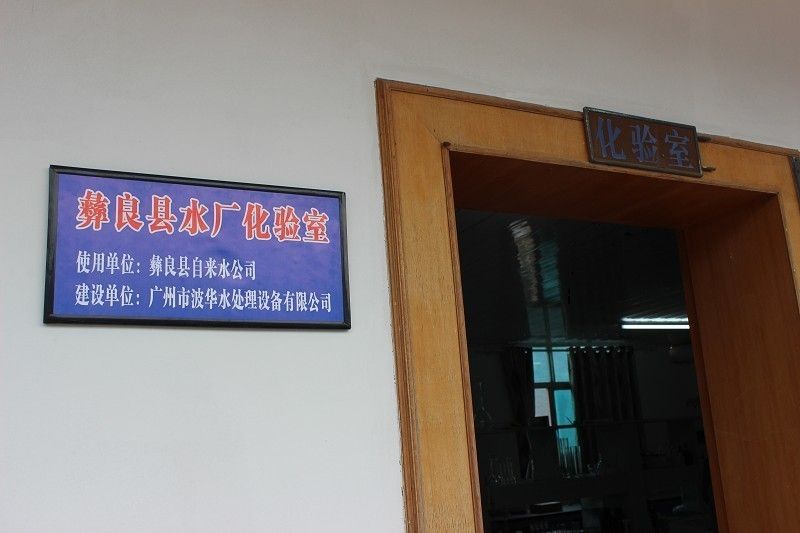 彝良县水厂化验室
使用单位：彝良县自来水公司
建设单位：广州市波华水处理设备有限公司
化验室